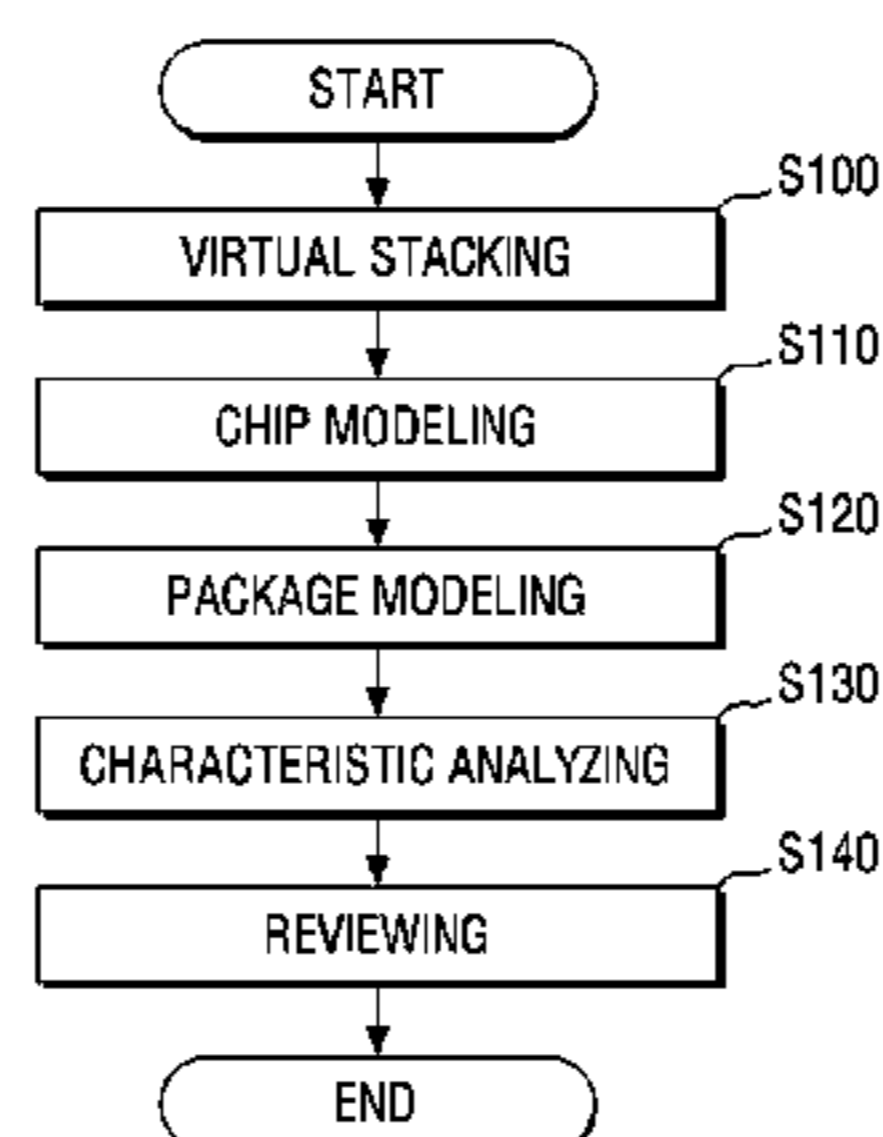 START
S100
VIRTUAL STACKING
S110
CHIP MODELING
S120
PACKAGE MODELING
S130
CHARACTERISTIC ANALYZING
S140
REVIEWING
END